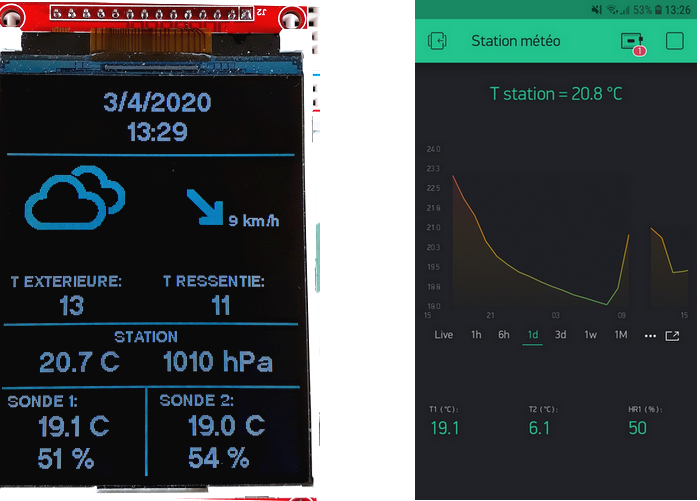 J2
3/4/2020
13:29
9 km/h
T EXTERIEURE: T RESSENTIE:
13 11
STATION
20.7 C 1010 hPa
SONDE 1: SONDE 2:
19.1 C 19.0 C
51 % 54 %
53% 13:26
Station météo
1
T station = 20.8 °C
24.0
23.3
22.5
21.8
21.0
20.3
19.5
18.8
18.0
15 21 03 09 15
Live 1h 6h 1d 3d 1w 1M
T1 (°C): T2 (°C): HR1 (%):
19.1 6.1 50